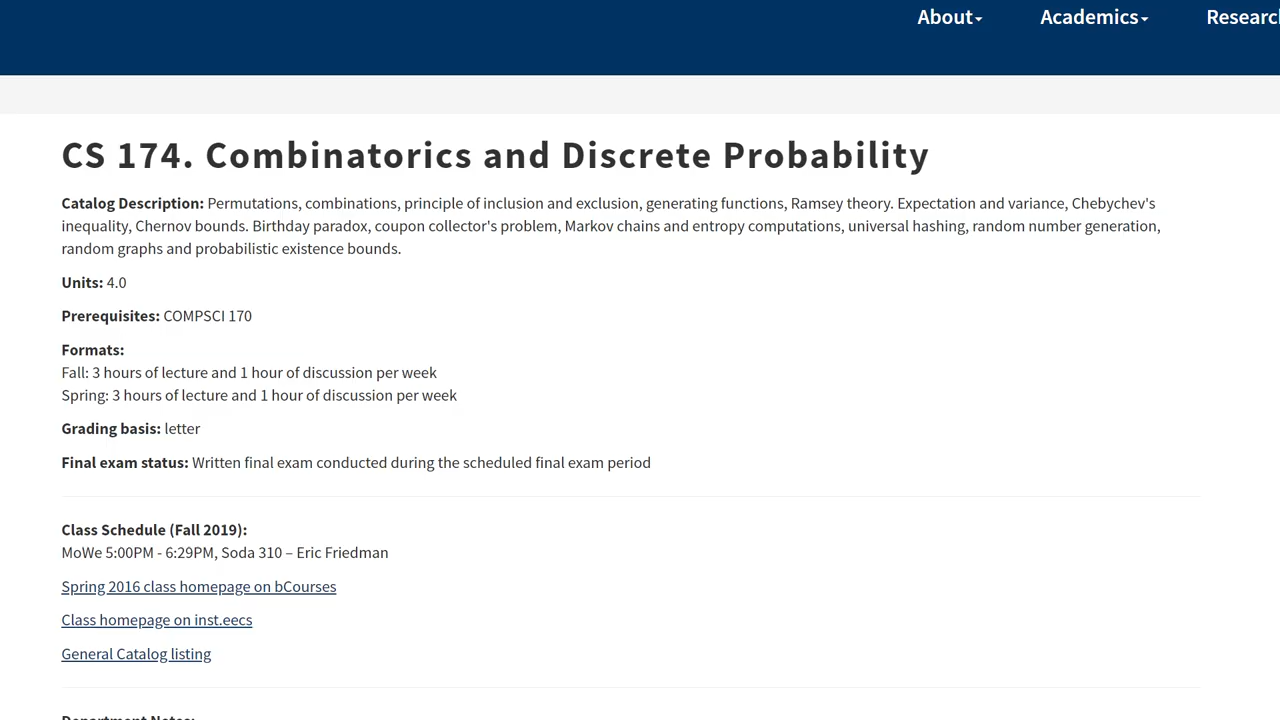 About Academics Research
CS 174. Combinatorics and Discrete Probability
Catalog Description: Permutations, combinations, principle of inclusion and exclusion, generating functions, Ramsey theory. Expectation and variance, Chebychev's
inequality, Chernov bounds. Birthday paradox, coupon collector's problem, Markov chains and entropy computations, universal hashing, random number generation,
random graphs and probabilistic existence bounds.
Units: 4.0
Prerequisites: COMPSCI 170
Formats:
Fall: 3 hours of lecture and 1 hour of discussion per week
Spring: 3 hours of lecture and 1 hour of discussion per week
Grading basis: letter
Final exam status: Written final exam conducted during the scheduled final exam period
Class Schedule (Fall 2019):
MoWe 5:00PM - 6:29PM, Soda 310 – Eric Friedman
Spring 2016 class homepage on bCourses
Class homepage on inst.eecs
General Catalog listing
Department Notes: